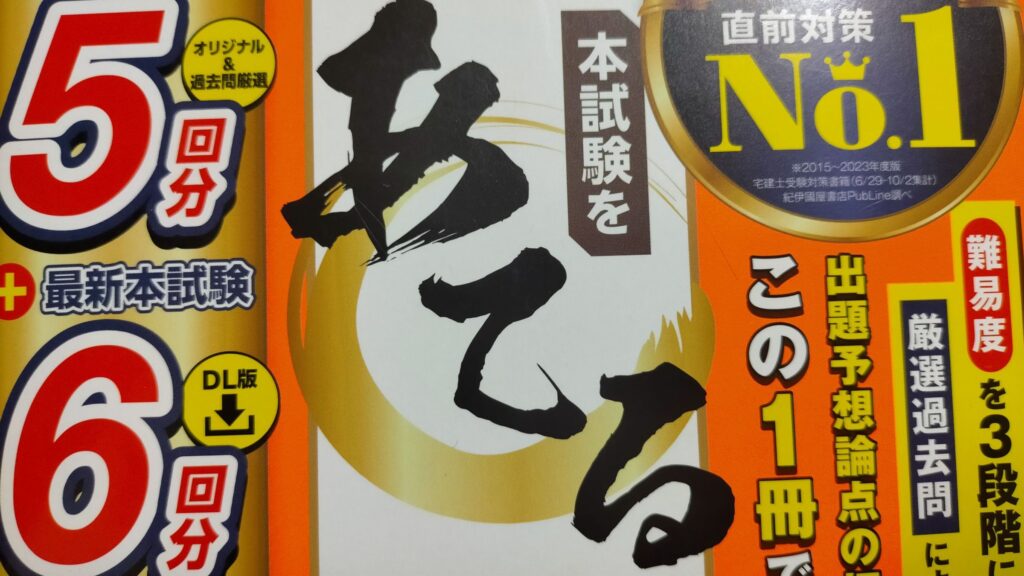 オリジナル
&
過去問厳選
5回分
+最新本試験
6回分
DL版
本試験を
あてる
直前対策
No.1
※2015～2023年度版
宅建士受験対策書籍(6/29-10/2集計)
紀伊國屋書店PubLine調べ
難易度を3段階に
厳選過去問に
出題予想論点の
この1冊で